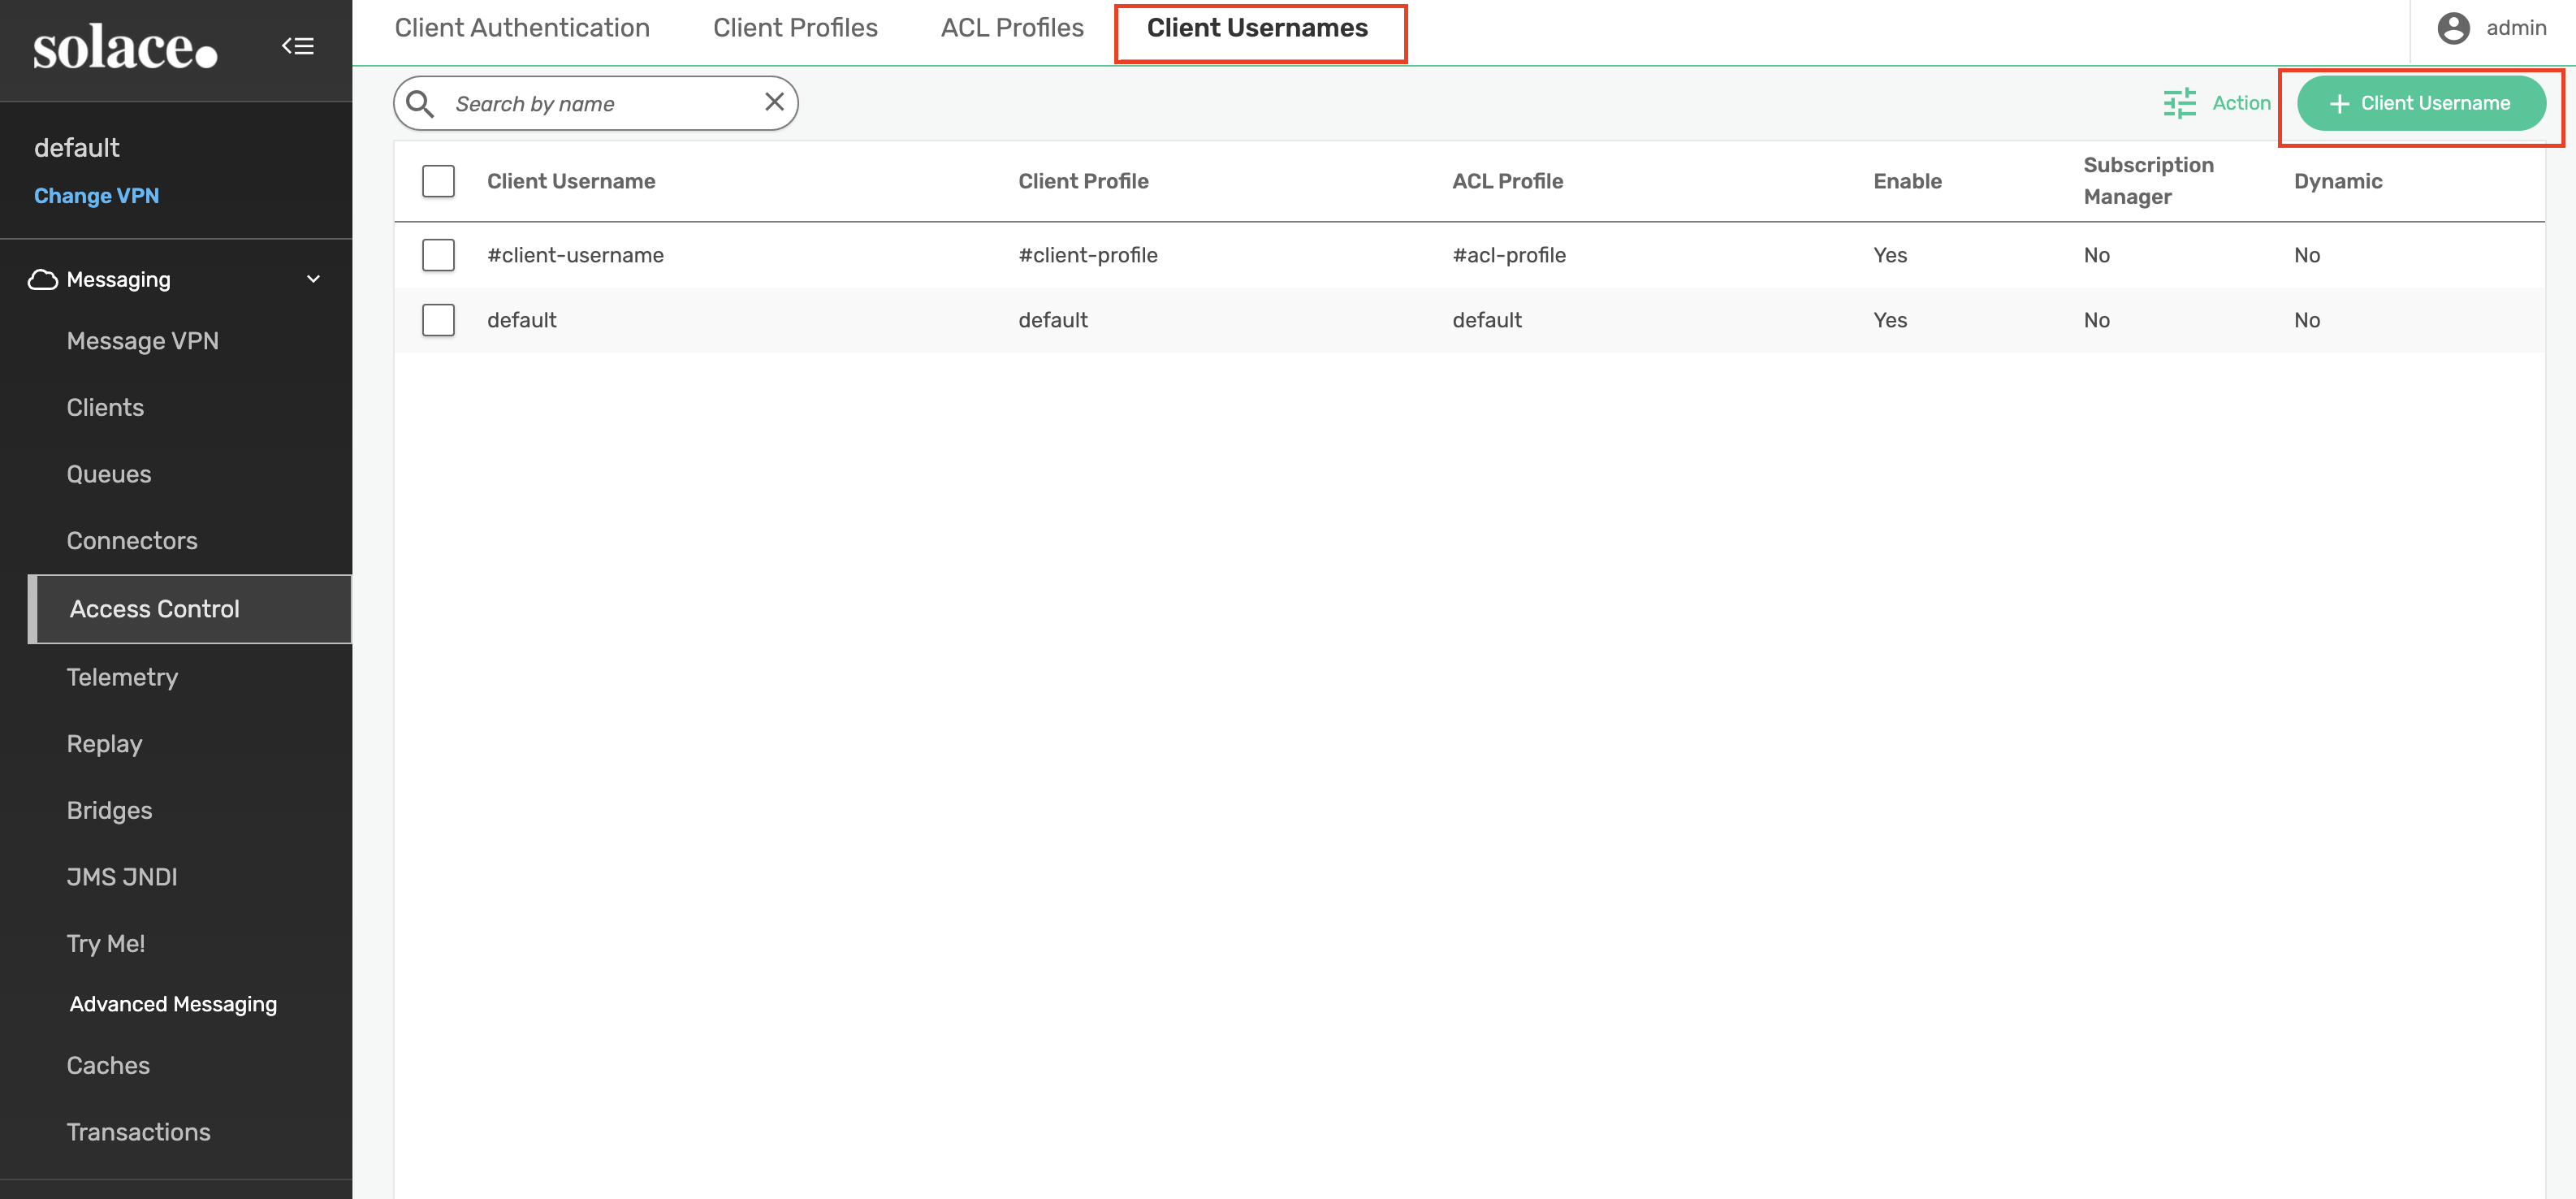 solace
default
Change VPN
Messaging
Message VPN
Clients
Queues
Connectors
Access Control
Telemetry
Replay
Bridges
JMS JNDI
Try Me!
Advanced Messaging
Caches
Transactions
Client Authentication Client Profiles ACL Profiles Client Usernames admin
Search by name Action + Client Username
Client Username Client Profile ACL Profile Enable Subscription Manager Dynamic
#client-username #client-profile #acl-profile Yes No No
default default default Yes No No